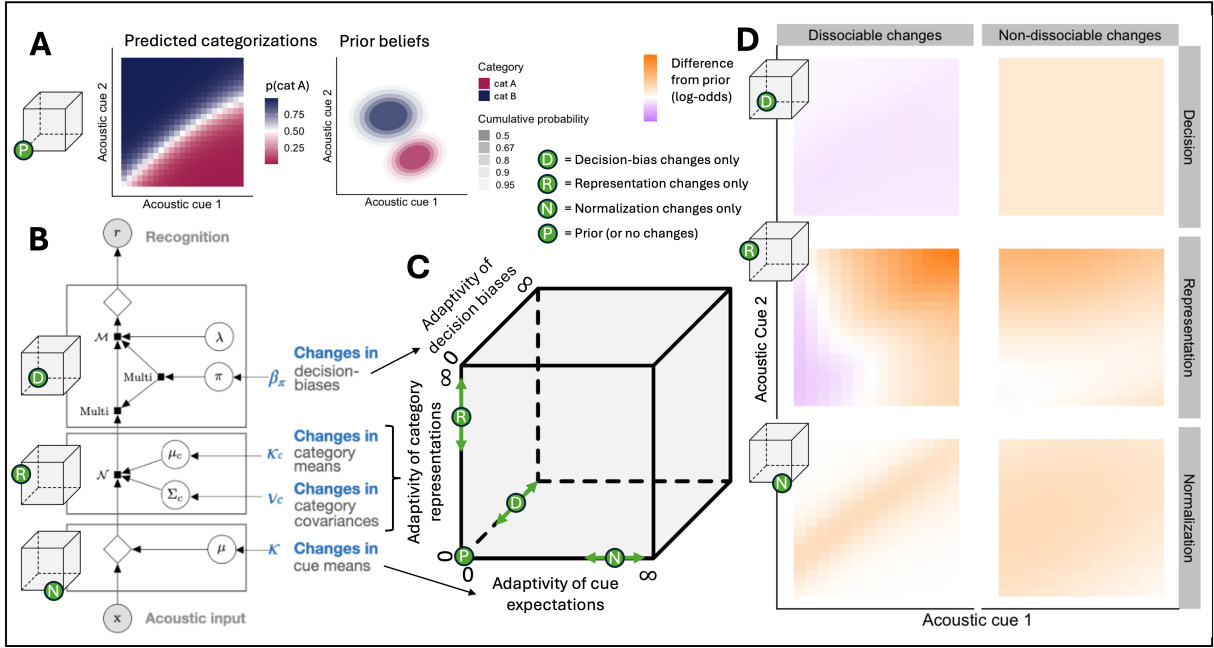 A
Predicted categorizations
Prior beliefs
Acoustic cue 2
Acoustic cue 1
p(cat A)
0.75
0.50
0.25
Acoustic cue 2
Acoustic cue 1
Category
cat A
cat B
Cumulative probability
0.5
0.67
0.8
0.9
0.95
P
Difference
from prior
(log-odds)
D = Decision-bias changes only
R = Representation changes only
N = Normalization changes only
P = Prior (or no changes)
B
r
Recognition
M
λ
Multi
π
Multi
βπ
Changes in
decision-
biases
D
N
μc
Σc
κc
Changes in
category
means
νc
Changes in
category
covariances
R
μ
κ
Changes in
cue means
N
x
Acoustic input
C
Adaptivity of
decision biases
∞
0
∞
Adaptivity of category
representations
R
D
P
N
0
0
∞
Adaptivity of cue
expectations
D
Dissociable changes
Non-dissociable changes
D
Decision
R
Representation
N
Normalization
Acoustic Cue 2
Acoustic cue 1